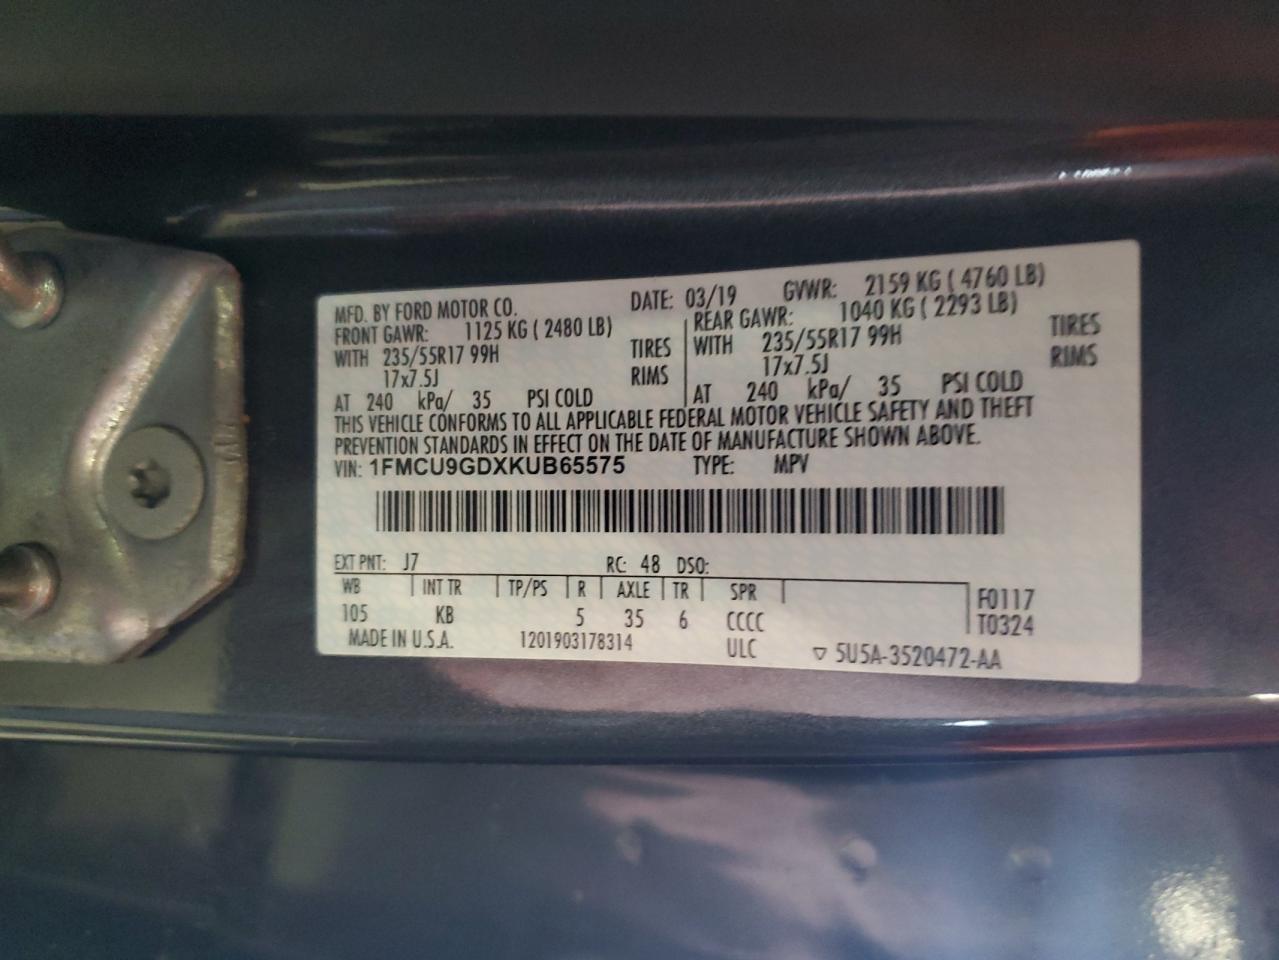 MFD. BY FORD MOTOR CO. DATE: 03/19 GVWR: 2159 KG ( 4760 LB)
FRONT GAWR: 1125 KG ( 2480 LB) REAR GAWR: 1040 KG ( 2293 LB)
WITH 235/55R17 99H TIRES WITH 235/55R17 99H TIRES
17x7.5J RIMS 17x7.5J RIMS
AT 240 kPa/ 35 PSI COLD AT 240 kPa/ 35 PSI COLD
THIS VEHICLE CONFORMS TO ALL APPLICABLE FEDERAL MOTOR VEHICLE SAFETY AND THEFT
PREVENTION STANDARDS IN EFFECT ON THE DATE OF MANUFACTURE SHOWN ABOVE.
VIN: 1FMCU9GDXKUB65575 TYPE: MPV
EXT PNT: J7 RC: 48 DSO:
WB INT TR TP/PS R AXLE TR SPR F0117
105 KB 5 35 6 CCCC T0324
MADE IN U.S.A. 1201903178314 ULC ▽ 5U5A-3520472-AA